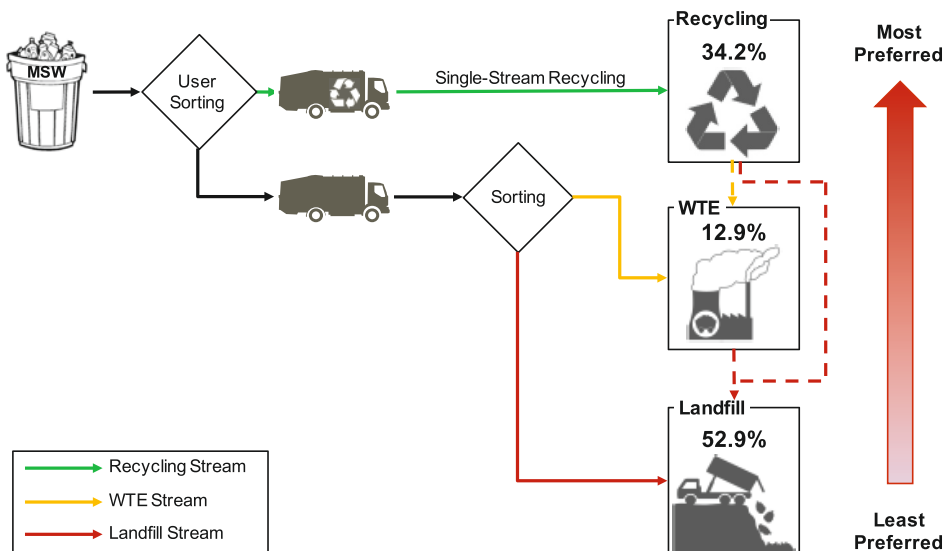 MSW
User
Sorting
Single-Stream Recycling
Recycling
34.2%
Most
Preferred
Sorting
WTE
12.9%
Landfill
52.9%
Recycling Stream
WTE Stream
Landfill Stream
Least
Preferred